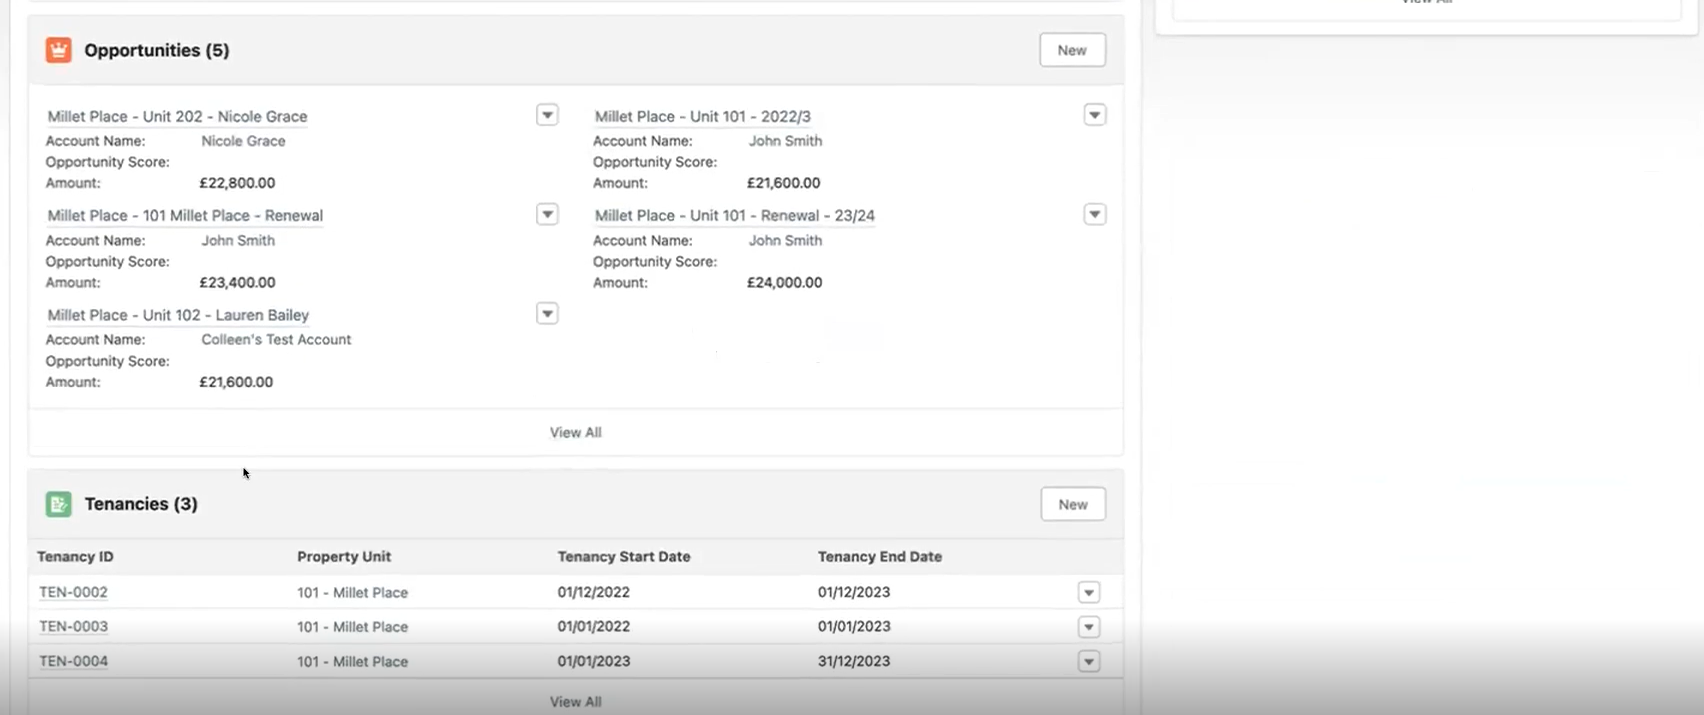 View All
Opportunities (5)
New
Millet Place - Unit 202 - Nicole Grace
Account Name: Nicole Grace
Opportunity Score:
Amount: £22,800.00
Millet Place - Unit 101 - 2022/3
Account Name: John Smith
Opportunity Score:
Amount: £21,600.00
Millet Place - 101 Millet Place - Renewal
Account Name: John Smith
Opportunity Score:
Amount: £23,400.00
Millet Place - Unit 101 - Renewal - 23/24
Account Name: John Smith
Opportunity Score:
Amount: £24,000.00
Millet Place - Unit 102 - Lauren Bailey
Account Name: Colleen's Test Account
Opportunity Score:
Amount: £21,600.00
View All
Tenancies (3)
New
Tenancy ID Property Unit Tenancy Start Date Tenancy End Date
TEN-0002 101 - Millet Place 01/12/2022 01/12/2023
TEN-0003 101 - Millet Place 01/01/2022 01/01/2023
TEN-0004 101 - Millet Place 01/01/2023 31/12/2023
View All